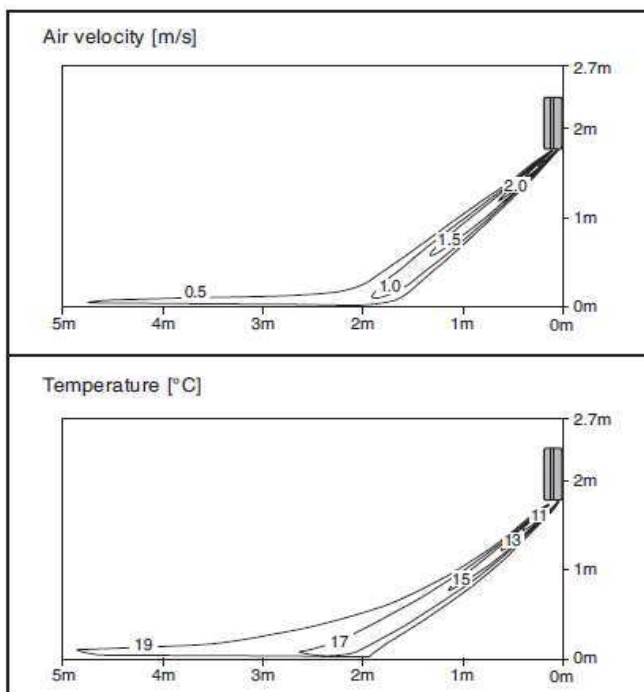 Air velocity [m/s]
2.7m
2m
2.0
1m
1.5
1.0
0.5
0m
5m 4m 3m 2m 1m 0m
Temperature [°C]
2.7m
2m
11
13
1m
15
17
19
0m
5m 4m 3m 2m 1m 0m